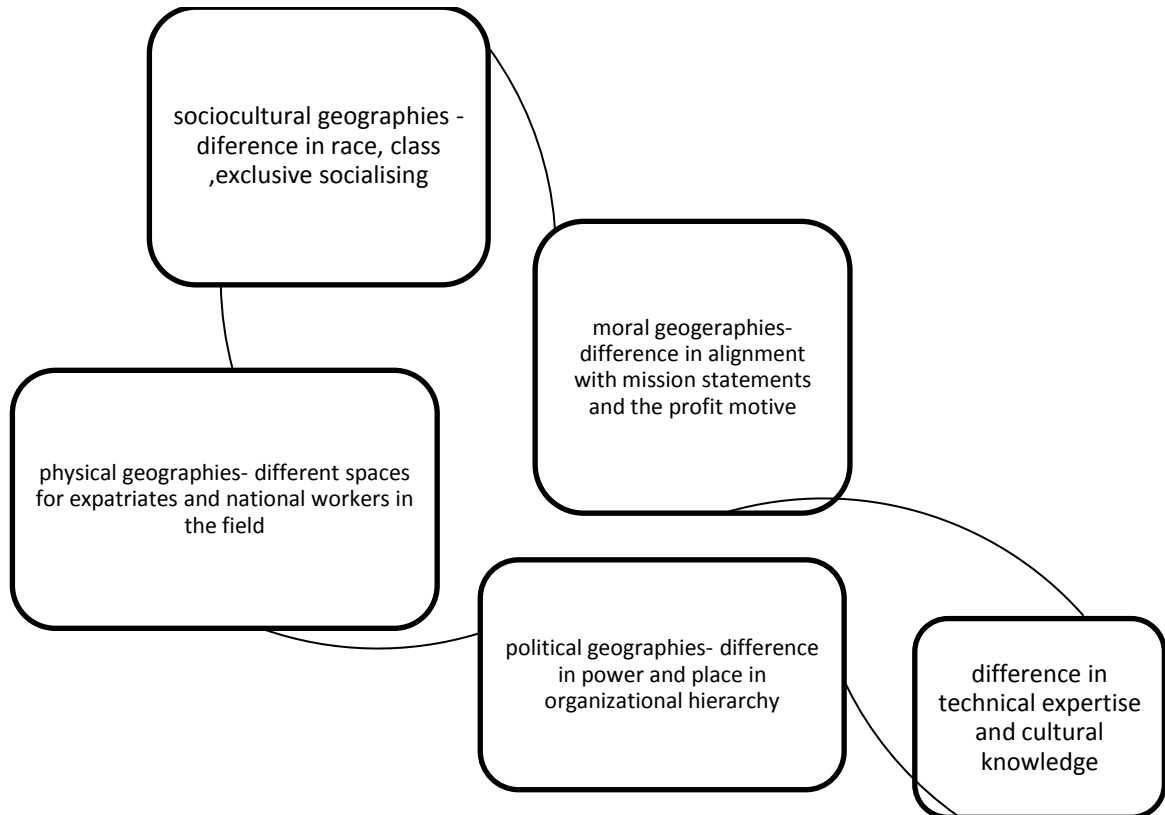 sociocultural geographies -
diference in race, class
,exclusive socialising
moral geogeraphies-
difference in alignment
with mission statements
and the profit motive
physical geographies- different spaces
for expatriates and national workers in
the field
political geographies- difference
in power and place in
organizational hierarchy
difference in
technical expertise
and cultural
knowledge